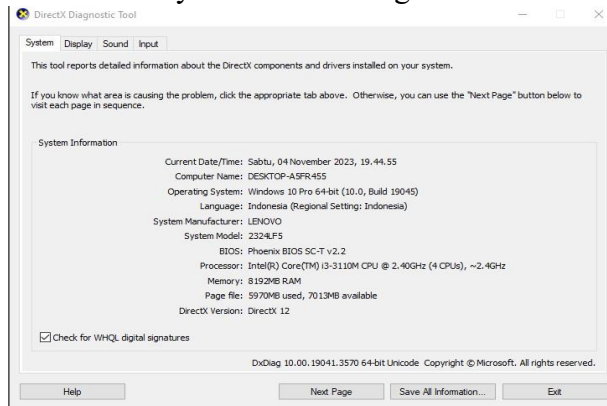 DirectX Diagnostic Tool
System Display Sound Input
This tool reports detailed information about the DirectX components and drivers installed on your system.
If you know what area is causing the problem, click the appropriate tab above. Otherwise, you can use the "Next Page" button below to
visit each page in sequence.
System Information
Current Date/Time: Sabtu, 04 November 2023, 19.44.55
Computer Name: DESKTOP-A5FR455
Operating System: Windows 10 Pro 64-bit (10.0, Build 19045)
Language: Indonesia (Regional Setting: Indonesia)
System Manufacturer: LENOVO
System Model: 2324LF5
BIOS: Phoenix BIOS SC-T v2.2
Processor: Intel(R) Core(TM) i3-3110M CPU @ 2.40GHz (4 CPUs), ~2.4GHz
Memory: 8192MB RAM
Page file: 5970MB used, 7013MB available
DirectX Version: DirectX 12
Check for WHQL digital signatures
DxDiag 10.00.19041.3570 64-bit Unicode Copyright © Microsoft. All rights reserved.
Help Next Page Save All Information... Exit